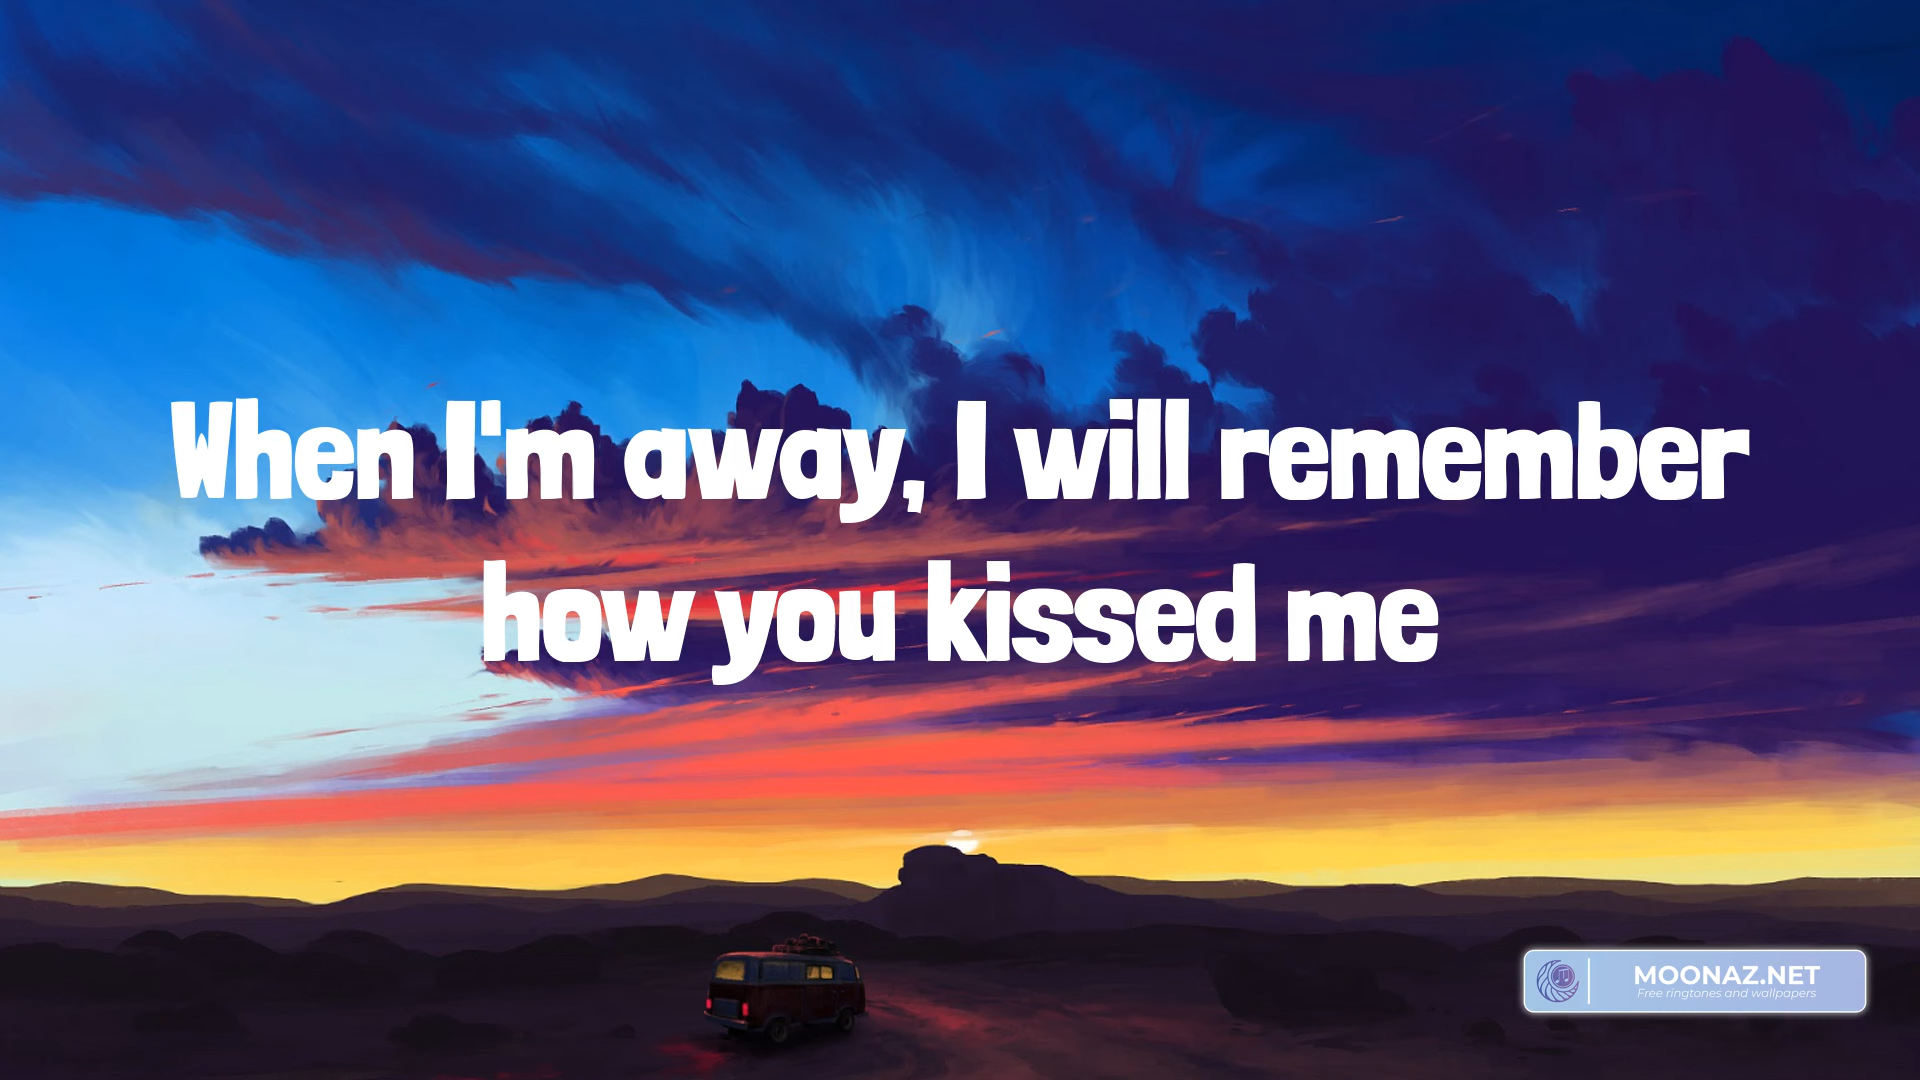 When I'm away, I will remember
how you kissed me
MOONAZ.NET
Free ringtones and wallpapers